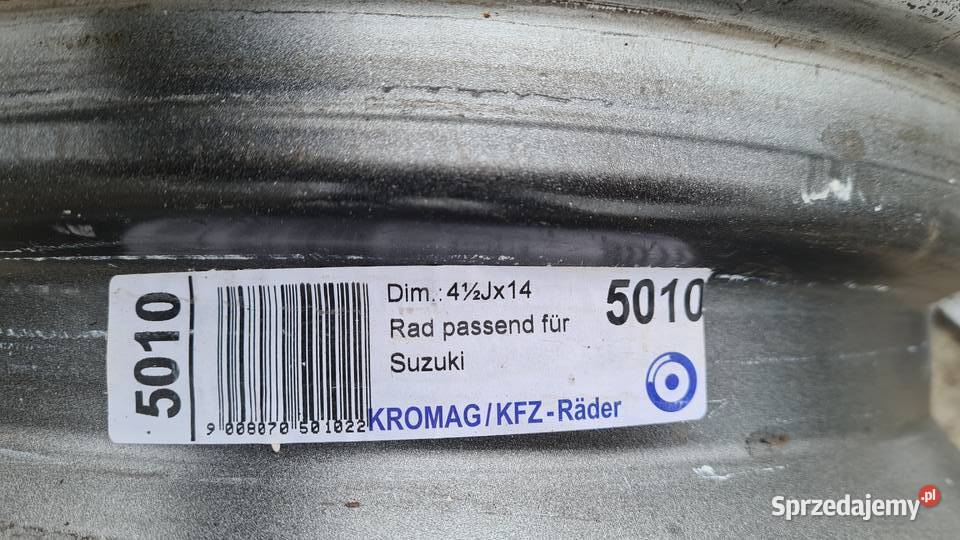 5010
9 008070 501022
Dim.: 4½Jx14
Rad passend für
Suzuki
5010
KROMAG/KFZ-Räder
Sprzedajemy.pl